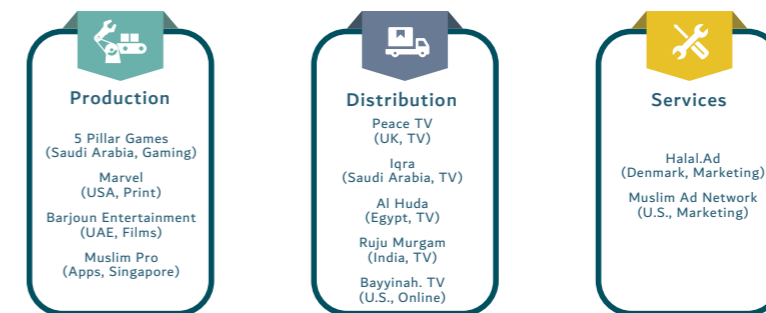 Production
5 Pillar Games
(Saudi Arabia, Gaming)
Marvel
(USA, Print)
Barjoun Entertainment
(UAE, Films)
Muslim Pro
(Apps, Singapore)
Distribution
Peace TV
(UK, TV)
Iqra
(Saudi Arabia, TV)
Al Huda
(Egypt, TV)
Ruju Murgam
(India, TV)
Bayyinah. TV
(U.S., Online)
Services
Halal.Ad
(Denmark, Marketing)
Muslim Ad Network
(U.S., Marketing)